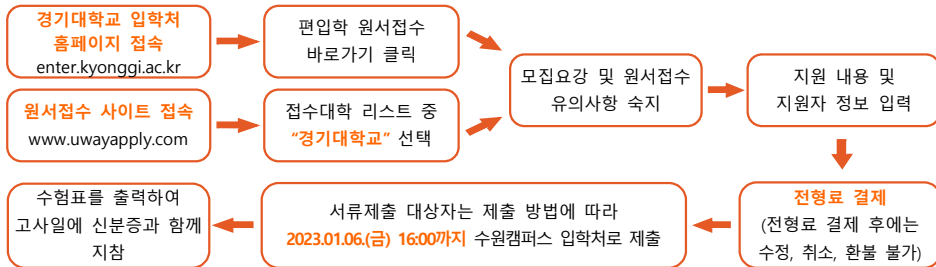 경기대학교 입학처
홈페이지 접속
enter.kyonggi.ac.kr
편입학 원서접수
바로가기 클릭
원서접수 사이트 접속
www.uwayapply.com
접수대학 리스트 중
“경기대학교” 선택
모집요강 및 원서접수
유의사항 숙지
지원 내용 및
지원자 정보 입력
전형료 결제
(전형료 결제 후에는
수정, 취소, 환불 불가)
서류제출 대상자는 제출 방법에 따라
2023.01.06.(금) 16:00까지 수원캠퍼스 입학처로 제출
수험표를 출력하여
고사일에 신분증과 함께
지참